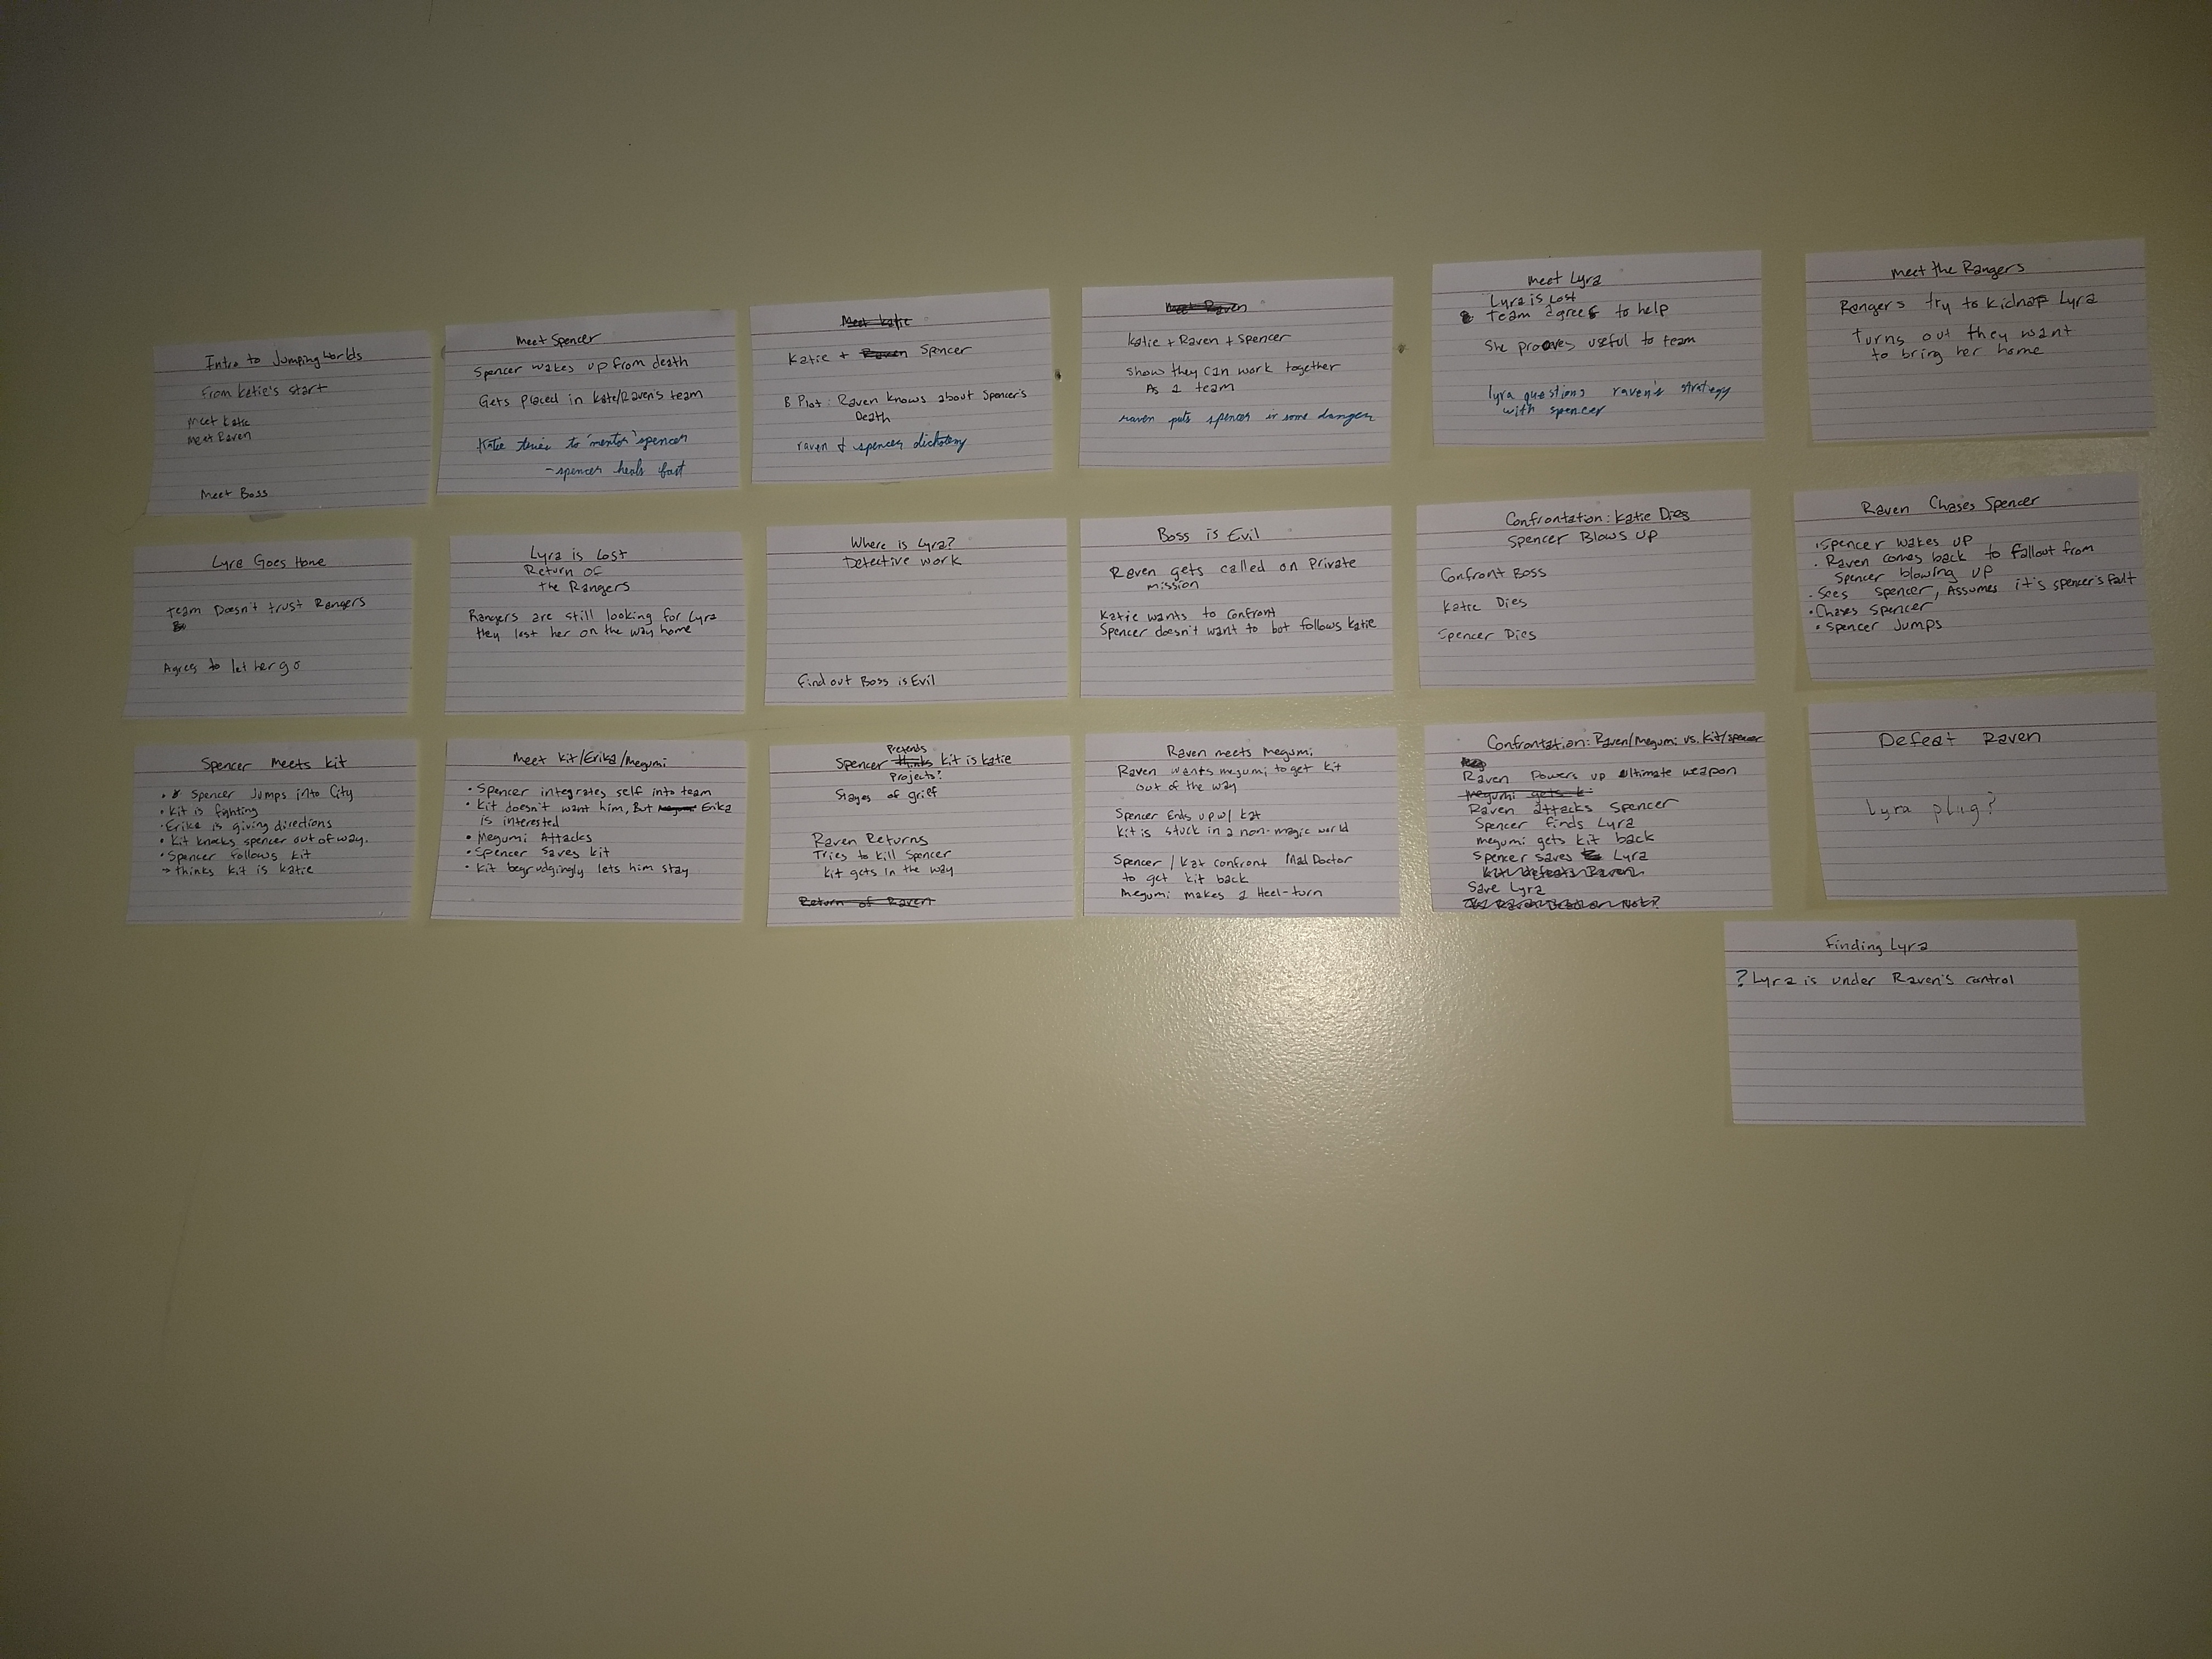 Intro to Jumping Worlds
From Katie's start
Meet Katie
Meet Raven
Meet Boss
Meet Spencer
Spencer wakes up from death
Gets placed in Kate/Raven's team
Katie tries to "mentor" spencer
- spencer heals fast
Meet Katie
Katie + Raven Spencer
B Plot: Raven knows about Spencer's
Death
raven & spencer dichotomy
Meet Raven
Katie + Raven + Spencer
Show they can work together
As a team
raven puts spencer in some danger
Meet Lyra
Lyra is Lost
Team agrees to help
She prooves useful to team
lyra questions raven's strategy
with spencer
Meet the Rangers
Rangers try to kidnap Lyra
Turns out they want
to bring her home
Lyra Goes Home
Team Doesn't trust Rangers
Agrees to let her go
Lyra is Lost
Return of
the Rangers
Rangers are still looking for Lyra
they lost her on the way home
Where is Lyra?
Detective work
Find out Boss is Evil
Boss is Evil
Raven gets called on Private
mission
Katie wants to confront
Spencer doesn't want to but follows Katie
Confrontation: Katie Dies
Spencer Blows Up
Confront Boss
Katie Dies
Spencer Dies
Raven Chases Spencer
• Spencer wakes up
• Raven comes back to fallout from
Spencer blowing up
• Sees Spencer, Assumes it's spencer's fault
• Chases Spencer
• Spencer Jumps
Spencer Meets Kit
• Spencer Jumps into City
• Kit is fighting
• Erika is giving directions
• Kit knocks spencer out of way.
• Spencer follows Kit
→ thinks Kit is Katie
Meet Kit/Erika/Megumi
• Spencer integrates self into team
• Kit doesn't want him, But Megumi Erika
is interested
• Megumi Attacks
• Spencer Saves Kit
• Kit begrudgingly lets him stay
Pretends
Spencer thinks Kit is Katie
Projects?
Stages of grief
Raven Returns
Tries to kill Spencer
Kit gets in the way
Return of Raven
Raven meets Megumi
Raven wants megumi to get Kit
out of the way
Spencer Ends up w/ Kat
Kit is stuck in a non-magic world
Spencer / Kat confront Mad Doctor
to get Kit back
Megumi makes a Heel-turn
Confrontation: Raven/Megumi vs. Kit/Spencer
Raven Powers up ultimate weapon
Megumi gets K
Raven attacks Spencer
Spencer finds Lyra
megumi gets Kit back
Spencer saves Lyra
Kit defeats Raven
Save Lyra
Is Raven Dead or Not?
Defeat Raven
Lyra plug?
Finding Lyra
? Lyra is under Raven's control